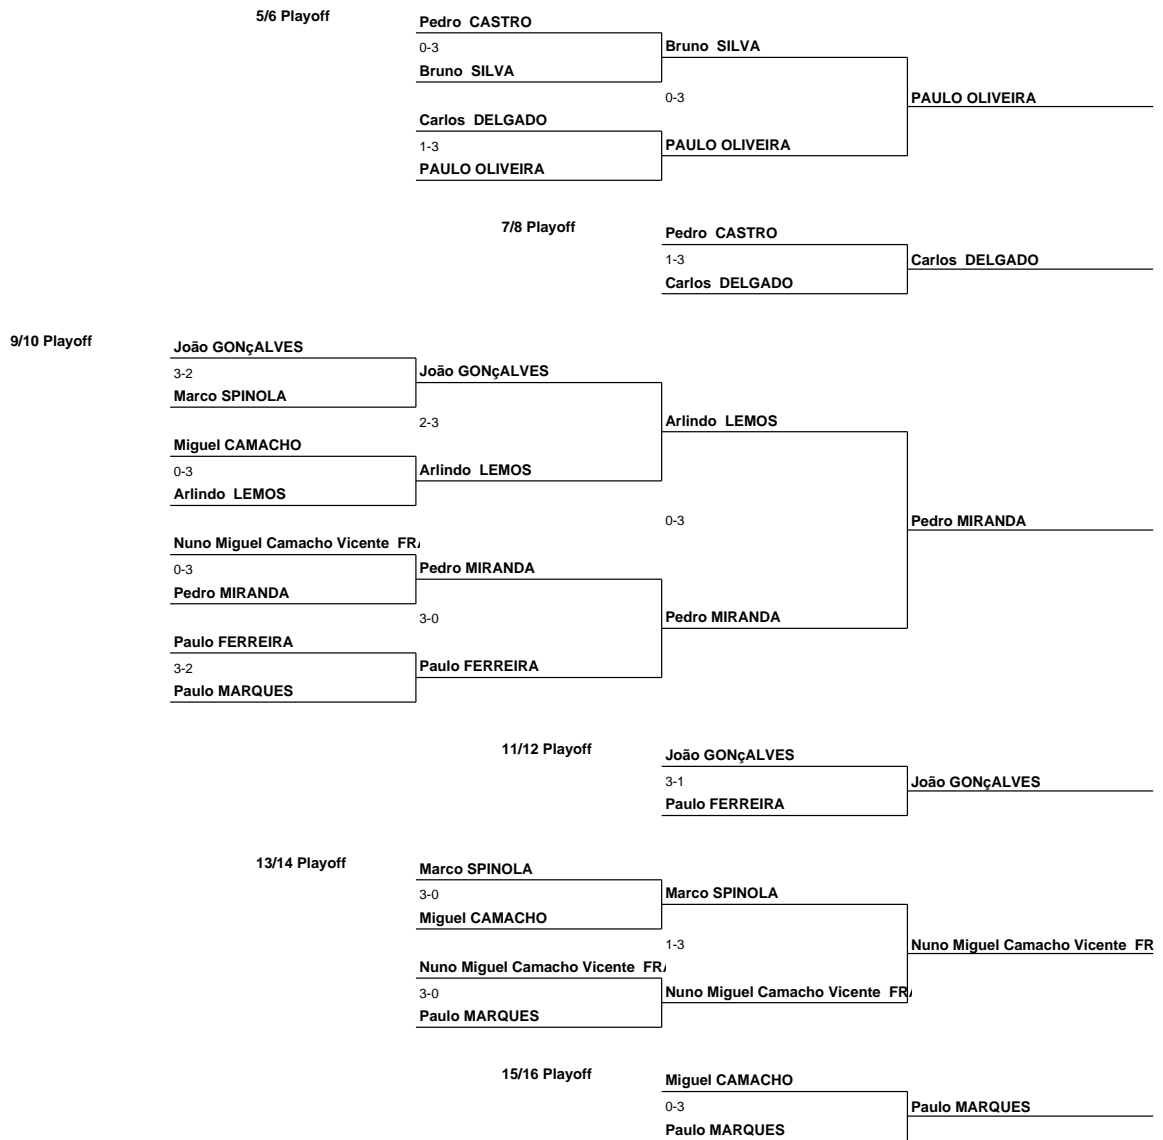 5/6 Playoff
Pedro  CASTRO
0-3
Bruno  SILVA
Bruno  SILVA
0-3
PAULO OLIVEIRA
Carlos  DELGADO
1-3
PAULO OLIVEIRA
PAULO OLIVEIRA
7/8 Playoff
Pedro  CASTRO
1-3
Carlos  DELGADO
Carlos  DELGADO
9/10 Playoff
João GONçALVES
3-2
João GONçALVES
Marco SPINOLA
2-3
Arlindo  LEMOS
Miguel CAMACHO
0-3
Arlindo  LEMOS
Arlindo  LEMOS
0-3
Pedro MIRANDA
Nuno Miguel Camacho Vicente  FR
0-3
Pedro MIRANDA
Pedro MIRANDA
3-0
Pedro MIRANDA
Paulo FERREIRA
3-2
Paulo FERREIRA
Paulo MARQUES
11/12 Playoff
João GONçALVES
3-1
João GONçALVES
Paulo FERREIRA
13/14 Playoff
Marco SPINOLA
3-0
Marco SPINOLA
Miguel CAMACHO
1-3
Nuno Miguel Camacho Vicente  FR
Nuno Miguel Camacho Vicente  FR
3-0
Nuno Miguel Camacho Vicente  FR
Paulo MARQUES
15/16 Playoff
Miguel CAMACHO
0-3
Paulo MARQUES
Paulo MARQUES